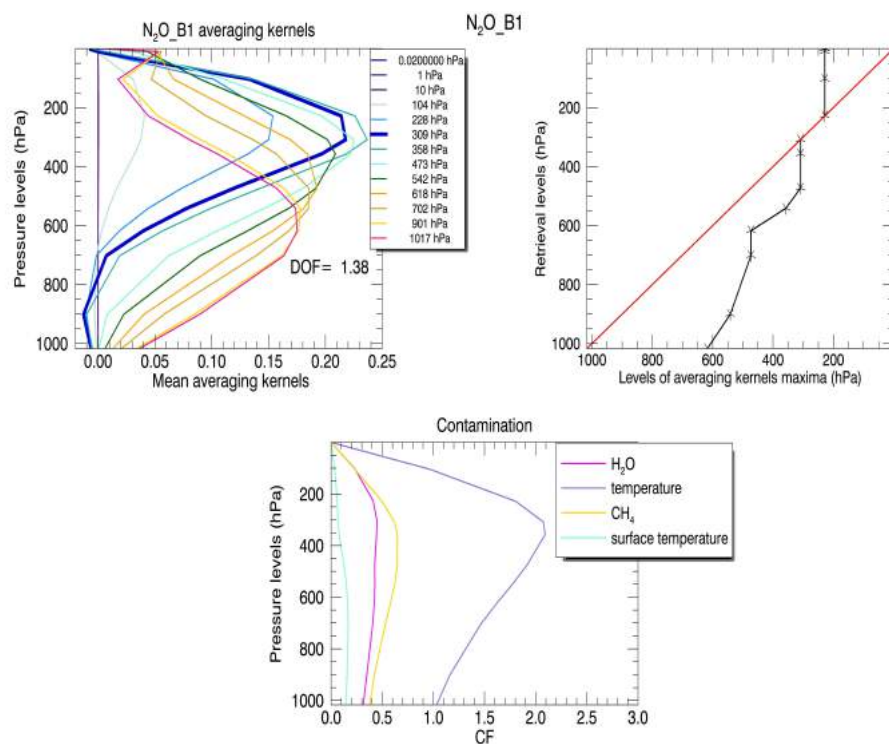 N₂O_B1
N₂O_B1 averaging kernels
0
200
400
600
800
1000
Pressure levels (hPa)
0.00 0.05 0.10 0.15 0.20 0.25
Mean averaging kernels
DOF= 1.38
0.0200000 hPa
1 hPa
10 hPa
104 hPa
228 hPa
309 hPa
358 hPa
473 hPa
542 hPa
618 hPa
702 hPa
901 hPa
1017 hPa
0
200
400
600
800
1000
Retrieval levels (hPa)
1000 800 600 400 200
Levels of averaging kernels maxima (hPa)
Contamination
0
200
400
600
800
1000
Pressure levels (hPa)
0.0 0.5 1.0 1.5 2.0 2.5 3.0
CF
H₂O
temperature
CH₄
surface temperature